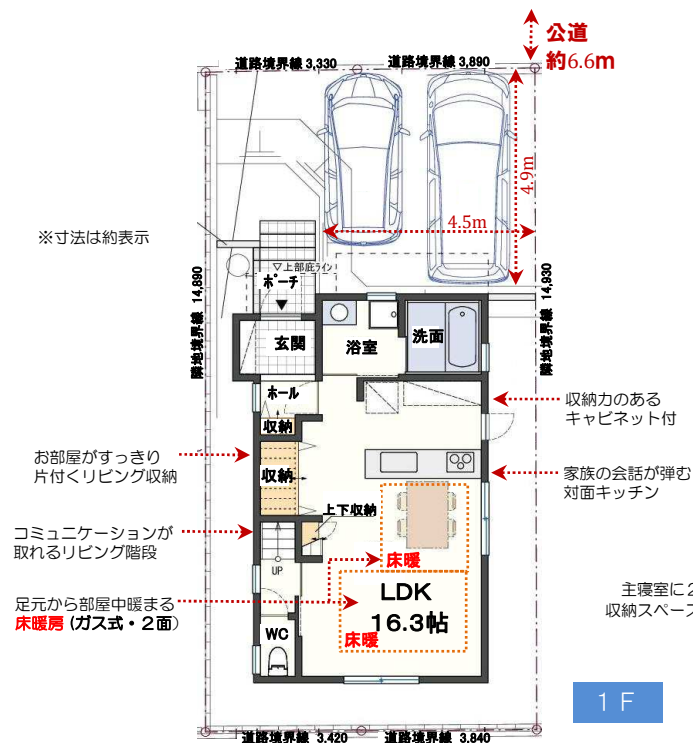 公道
約6.6m
道路境界線 3,330
道路境界線 3,890
4.9m
4.5m
※寸法は約表示
▽上部庇ライン
ポーチ
隣地境界線 14,890
隣地境界線 14,930
玄関
浴室
洗面
ホール
収納
収納力のある
キャビネット付
お部屋がすっきり
片付くリビング収納
収納
家族の会話が弾む
対面キッチン
上下収納
コミュニケーションが
取れるリビング階段
床暖
UP
LDK
16.3帖
主寝室に2
収納スペース
足元から部屋中暖まる
床暖房 (ガス式・2面)
WC
床暖
1F
道路境界線 3,420
道路境界線 3,840